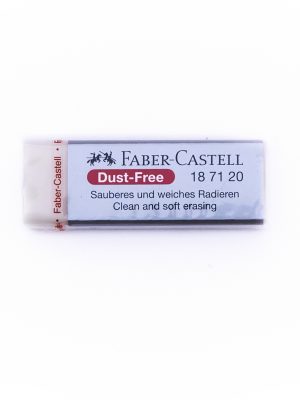 FABER-CASTELL
Dust-Free 18 71 20
Sauberes und weiches Radieren
Clean and soft erasing
• Faber-Castell •